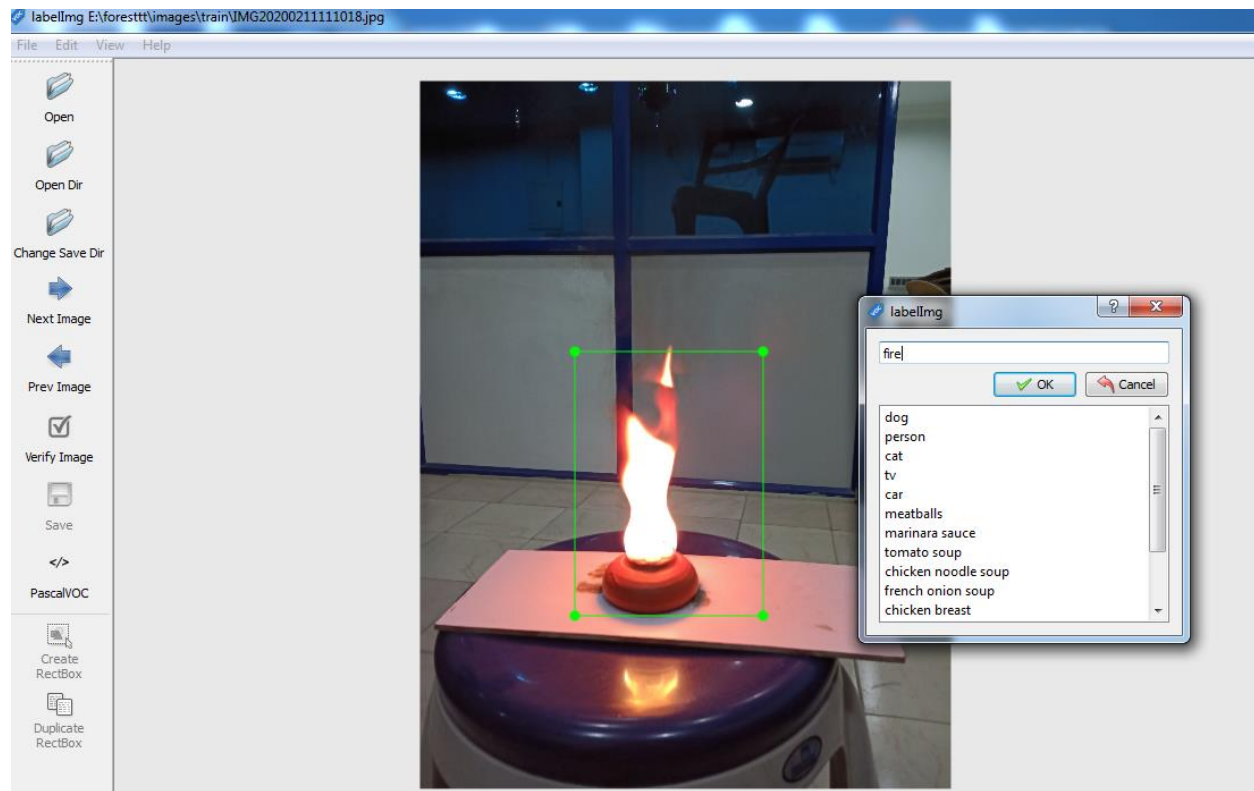 labelImg E:\foresttt\images\train\IMG20200211111018.jpg
File Edit View Help
Open
Open Dir
Change Save Dir
Next Image
Prev Image
Verify Image
Save
</>
PascalVOC
Create
RectBox
Duplicate
RectBox
labelImg
fire
OK Cancel
dog
person
cat
tv
car
meatballs
marinara sauce
tomato soup
chicken noodle soup
french onion soup
chicken breast